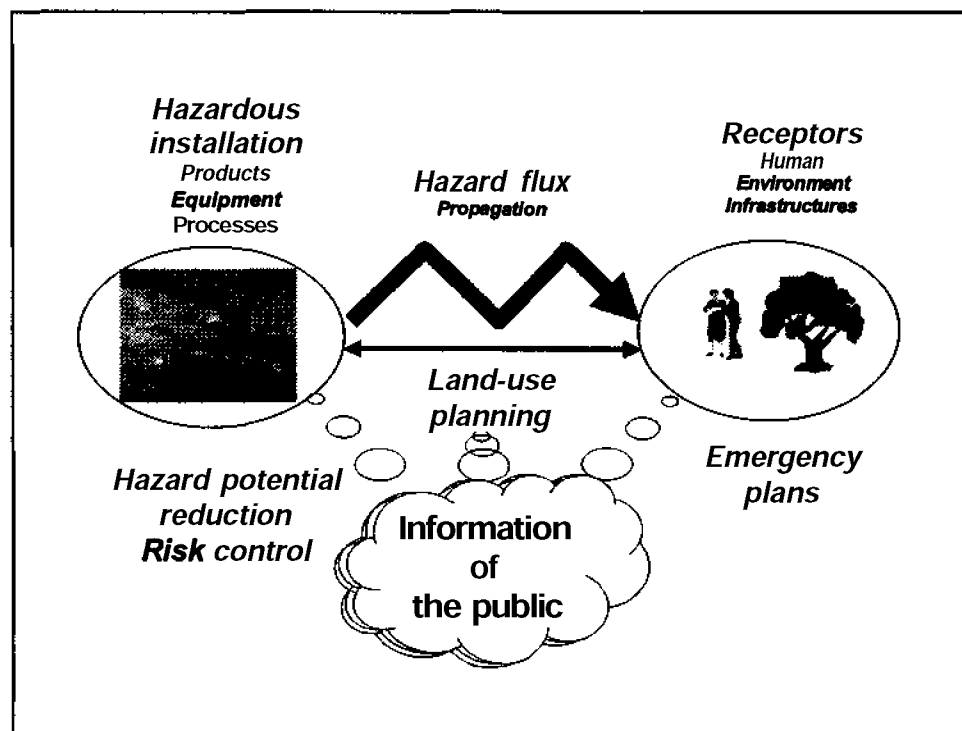 Hazardous
installation
Products
Equipment
Processes
Hazard flux
Propagation
Receptors
Human
Environment
Infrastructures
Land-use
planning
Hazard potential
reduction
Risk control
Emergency
plans
Information
of
the public